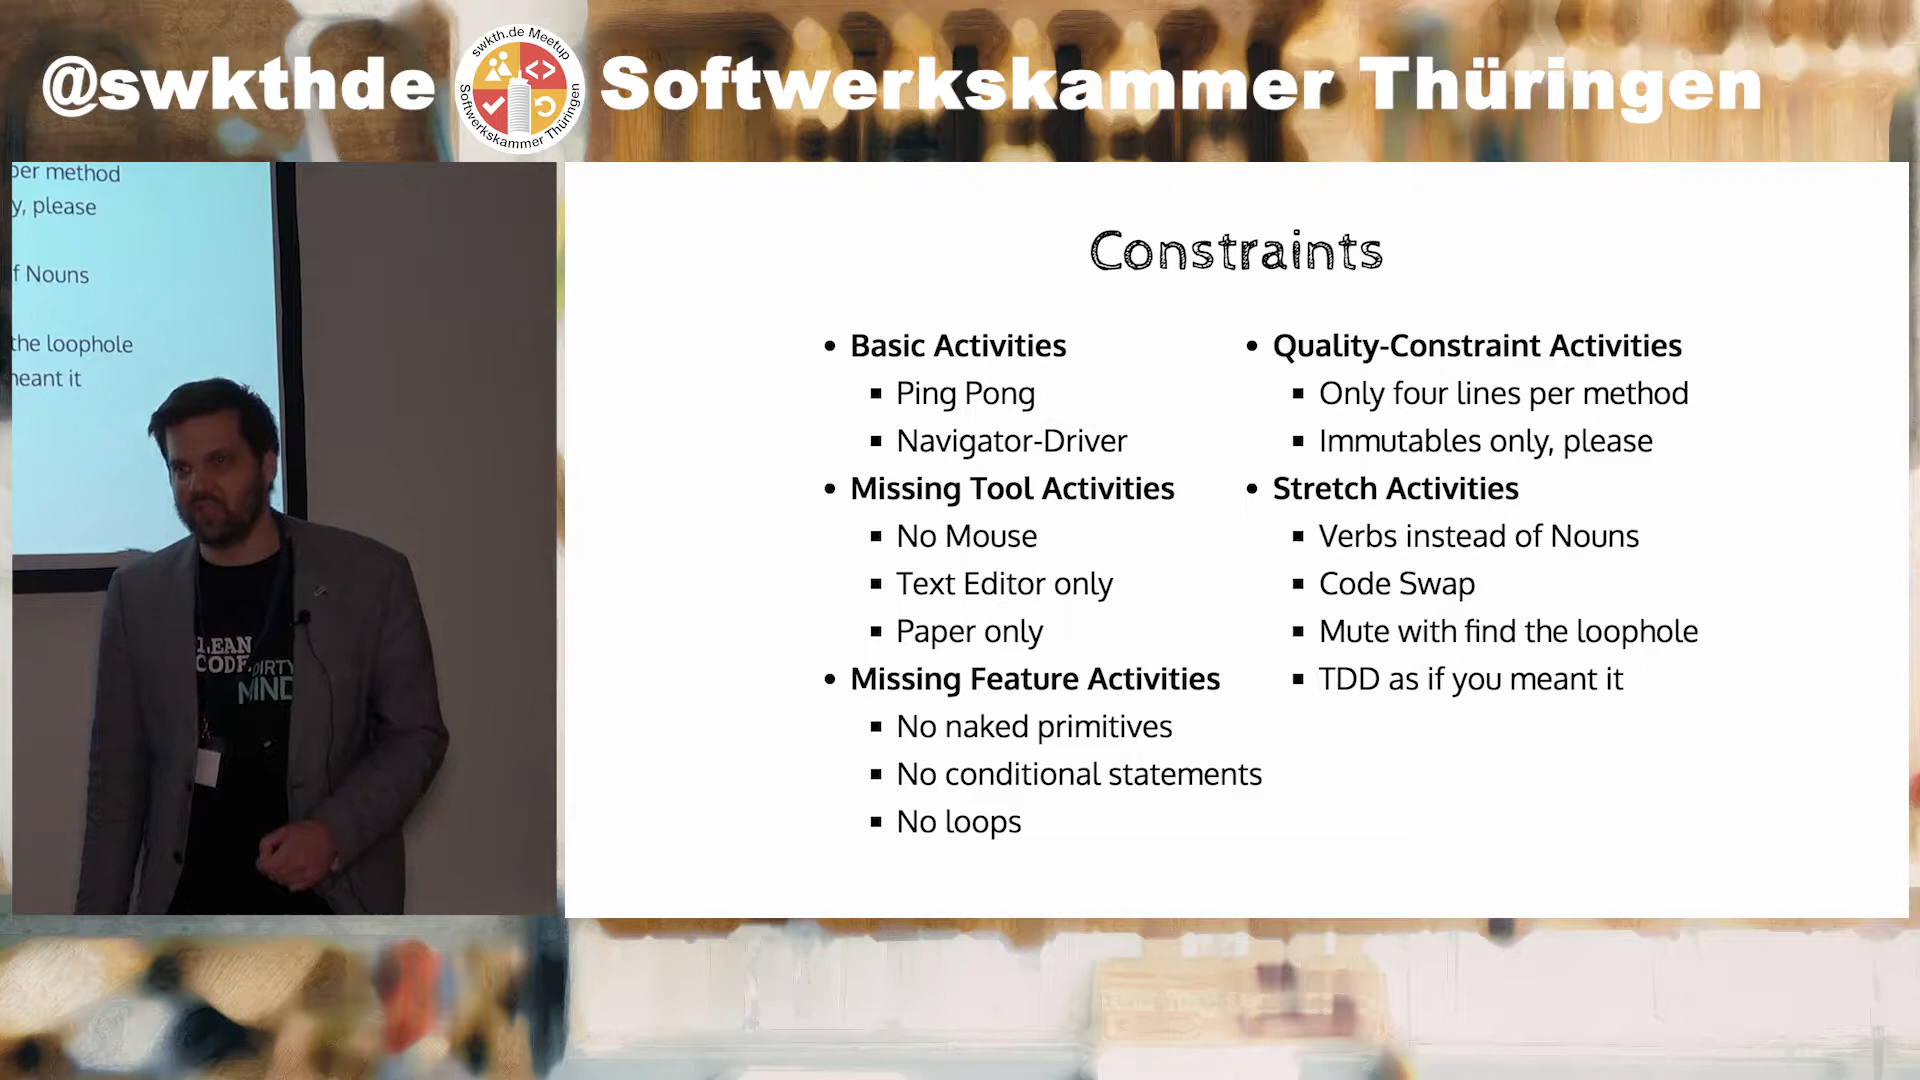 @swkthde
swkth.de Meetup
Softwerkskammer Thüringen
Softwerkskammer Thüringen
per method
y, please
f Nouns
the loophole
meant it
CLEAN
CODE
DIRTY
MIND
Constraints
• Basic Activities
▪ Ping Pong
▪ Navigator-Driver
• Missing Tool Activities
▪ No Mouse
▪ Text Editor only
▪ Paper only
• Missing Feature Activities
▪ No naked primitives
▪ No conditional statements
▪ No loops
• Quality-Constraint Activities
▪ Only four lines per method
▪ Immutables only, please
• Stretch Activities
▪ Verbs instead of Nouns
▪ Code Swap
▪ Mute with find the loophole
▪ TDD as if you meant it